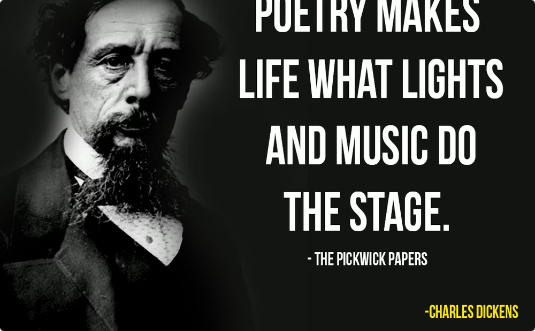 POETRY MAKES
LIFE WHAT LIGHTS
AND MUSIC DO
THE STAGE.
- THE PICKWICK PAPERS
-CHARLES DICKENS